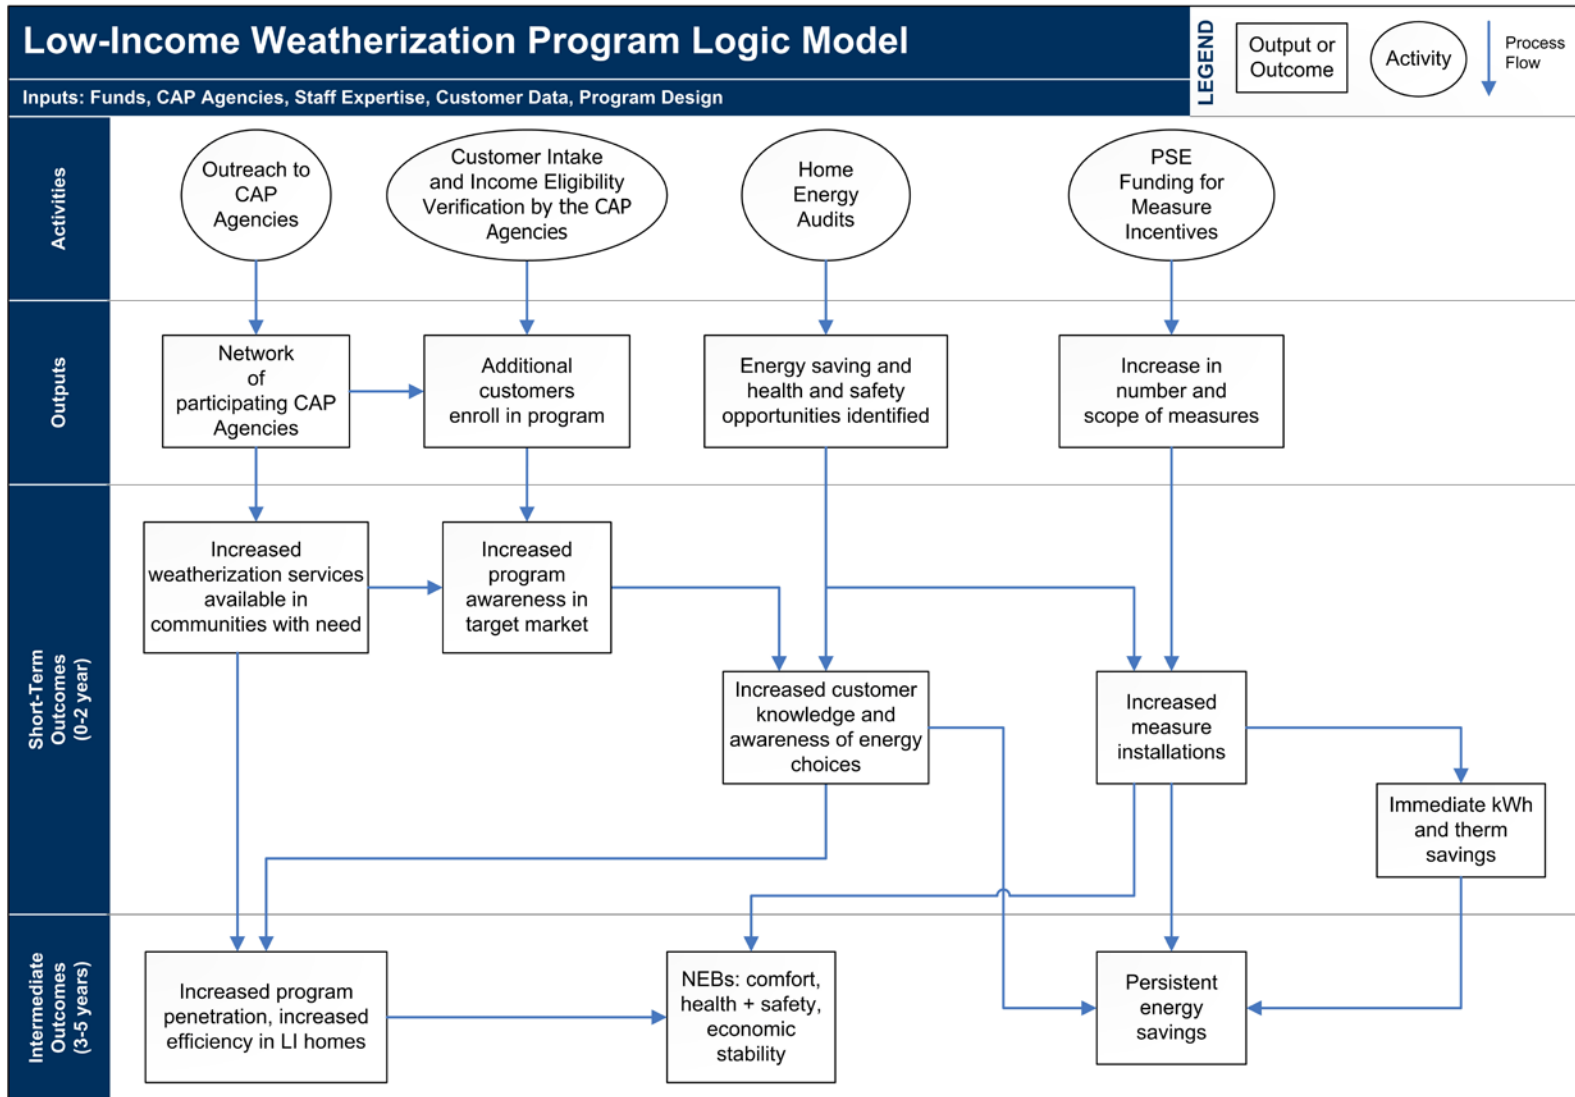 Low-Income Weatherization Program Logic Model
Inputs: Funds, CAP Agencies, Staff Expertise, Customer Data, Program Design
LEGEND
Output or
Outcome
Activity
Process
Flow
Activities
Outreach to
CAP
Agencies
Customer Intake
and Income Eligibility
Verification by the CAP
Agencies
Home
Energy
Audits
PSE
Funding for
Measure
Incentives
Outputs
Network
of
participating CAP
Agencies
Additional
customers
enroll in program
Energy saving and
health and safety
opportunities identified
Increase in
number and
scope of measures
Short-Term
Outcomes
(0-2 year)
Increased
weatherization services
available in
communities with need
Increased
program
awareness in
target market
Increased customer
knowledge and
awareness of energy
choices
Increased
measure
installations
Immediate kWh
and therm
savings
Intermediate
Outcomes
(3-5 years)
Increased program
penetration, increased
efficiency in LI homes
NEBs: comfort,
health + safety,
economic
stability
Persistent
energy
savings